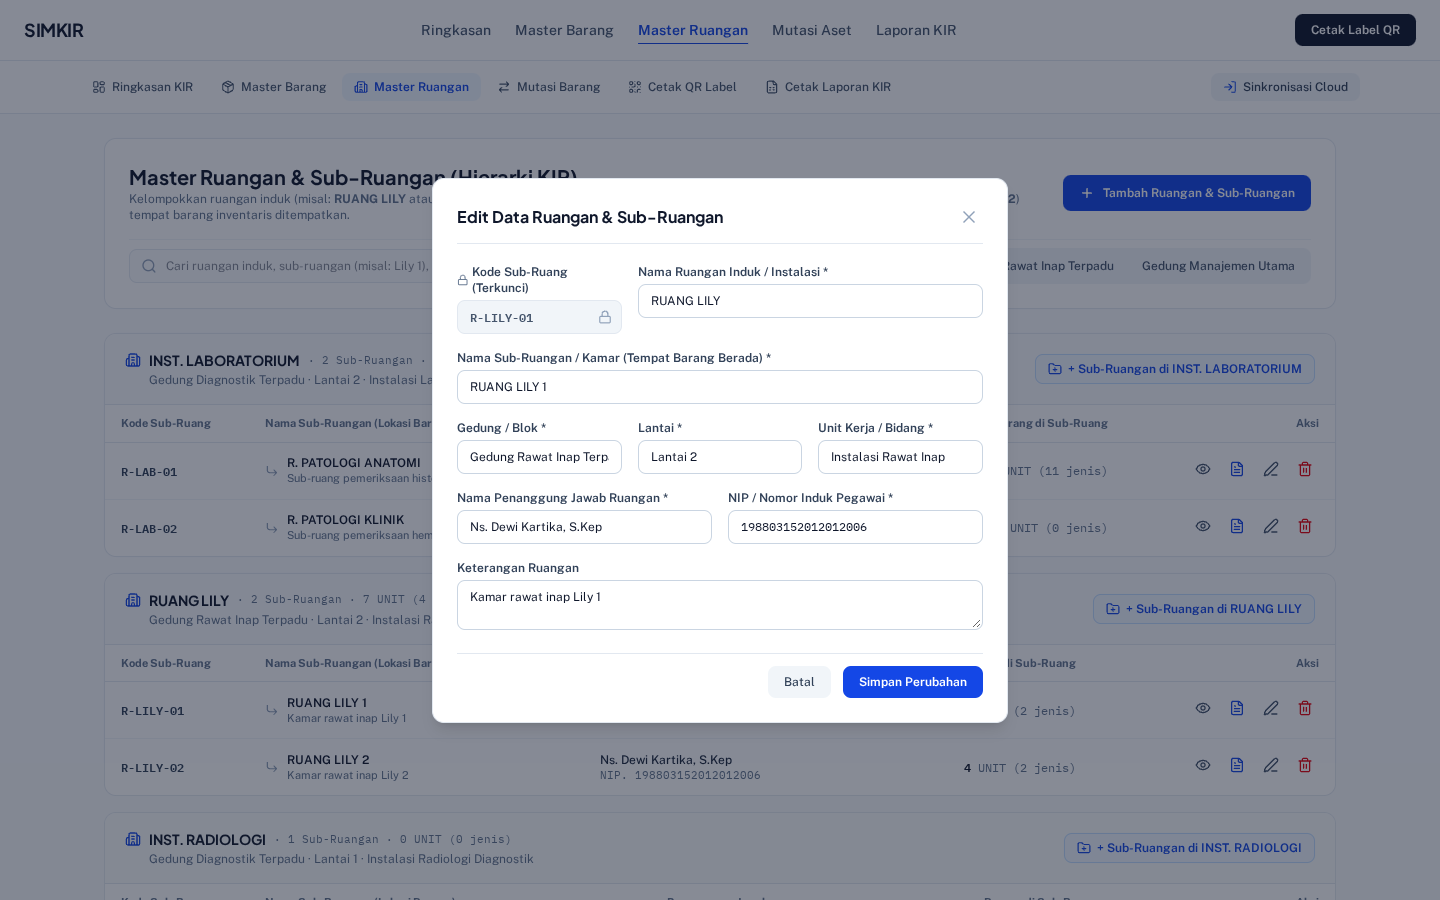 SIMKIR
Ringkasan
Master Barang
Master Ruangan
Mutasi Aset
Laporan KIR
Cetak Label QR
Ringkasan KIR
Master Barang
Master Ruangan
Mutasi Barang
Cetak QR Label
Cetak Laporan KIR
Sinkronisasi Cloud
Master Ruangan & Sub-Ruangan (Hierarki KIR)
Kelompokkan ruangan induk (misal: RUANG LILY atau
2)
tempat barang inventaris ditempatkan.
+ Tambah Ruangan & Sub-Ruangan
Cari ruangan induk, sub-ruangan (misal: Lily 1),
Rawat Inap Terpadu
Gedung Manajemen Utama
INST. LABORATORIUM · 2 Sub-Ruangan ·
Gedung Diagnostik Terpadu · Lantai 2 · Instalasi
+ Sub-Ruangan di INST. LABORATORIUM
Kode Sub-Ruang
Nama Sub-Ruangan (Lokasi
di Sub-Ruang
Aksi
R-LAB-01
R. PATOLOGI ANATOMI
Sub-ruang pemeriksaan
UNIT (11 jenis)
R-LAB-02
R. PATOLOGI KLINIK
Sub-ruang pemeriksaan
UNIT (0 jenis)
RUANG LILY · 2 Sub-Ruangan · 7 UNIT (4
Gedung Rawat Inap Terpadu · Lantai 2 · Instalasi
+ Sub-Ruangan di RUANG LILY
Kode Sub-Ruang
Nama Sub-Ruangan (Lokasi
Sub-Ruang
Aksi
R-LILY-01
RUANG LILY 1
Kamar rawat inap Lily 1
(2 jenis)
R-LILY-02
RUANG LILY 2
Kamar rawat inap Lily 2
Ns. Dewi Kartika, S.Kep
NIP. 198803152012012006
4 UNIT (2 jenis)
INST. RADIOLOGI · 1 Sub-Ruangan · 0 UNIT (0 jenis)
Gedung Diagnostik Terpadu · Lantai 1 · Instalasi Radiologi Diagnostik
+ Sub-Ruangan di INST. RADIOLOGI
Edit Data Ruangan & Sub-Ruangan
Kode Sub-Ruang
(Terkunci)
R-LILY-01
Nama Ruangan Induk / Instalasi *
RUANG LILY
Nama Sub-Ruangan / Kamar (Tempat Barang Berada) *
RUANG LILY 1
Gedung / Blok *
Gedung Rawat Inap Terp
Lantai *
Lantai 2
Unit Kerja / Bidang *
Instalasi Rawat Inap
Nama Penanggung Jawab Ruangan *
Ns. Dewi Kartika, S.Kep
NIP / Nomor Induk Pegawai *
198803152012012006
Keterangan Ruangan
Kamar rawat inap Lily 1
Batal
Simpan Perubahan